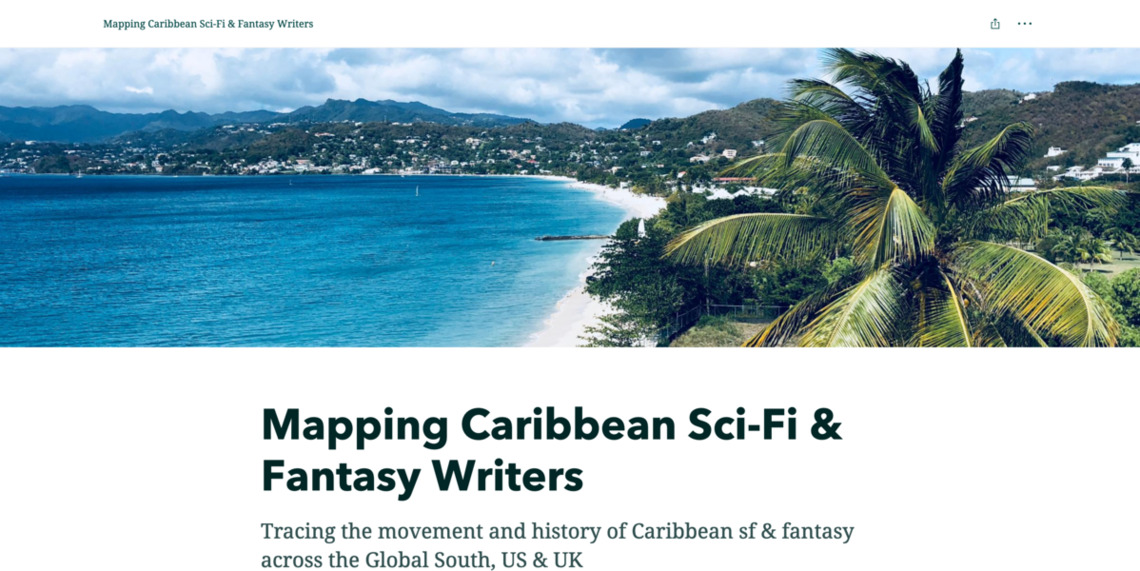 Mapping Caribbean Sci-Fi & Fantasy Writers
Mapping Caribbean Sci-Fi &
Fantasy Writers
Tracing the movement and history of Caribbean sf & fantasy
across the Global South, US & UK